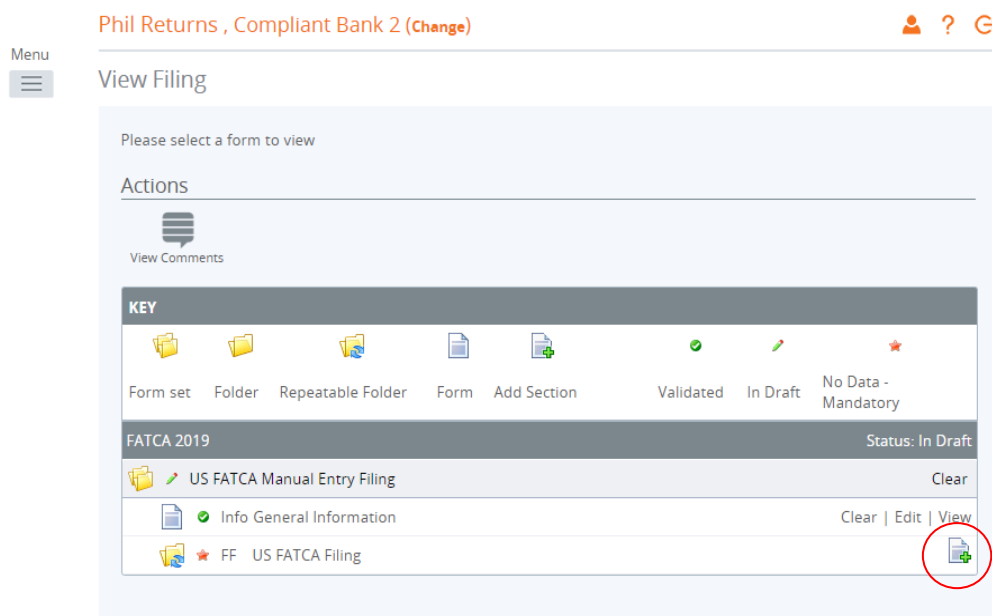 Phil Returns , Compliant Bank 2 (Change)
?
Menu
View Filing
Please select a form to view
Actions
View Comments
KEY
Form set Folder Repeatable Folder Form Add Section Validated In Draft No Data -
Mandatory
FATCA 2019 Status: In Draft
US FATCA Manual Entry Filing Clear
Info General Information Clear | Edit | View
FF US FATCA Filing